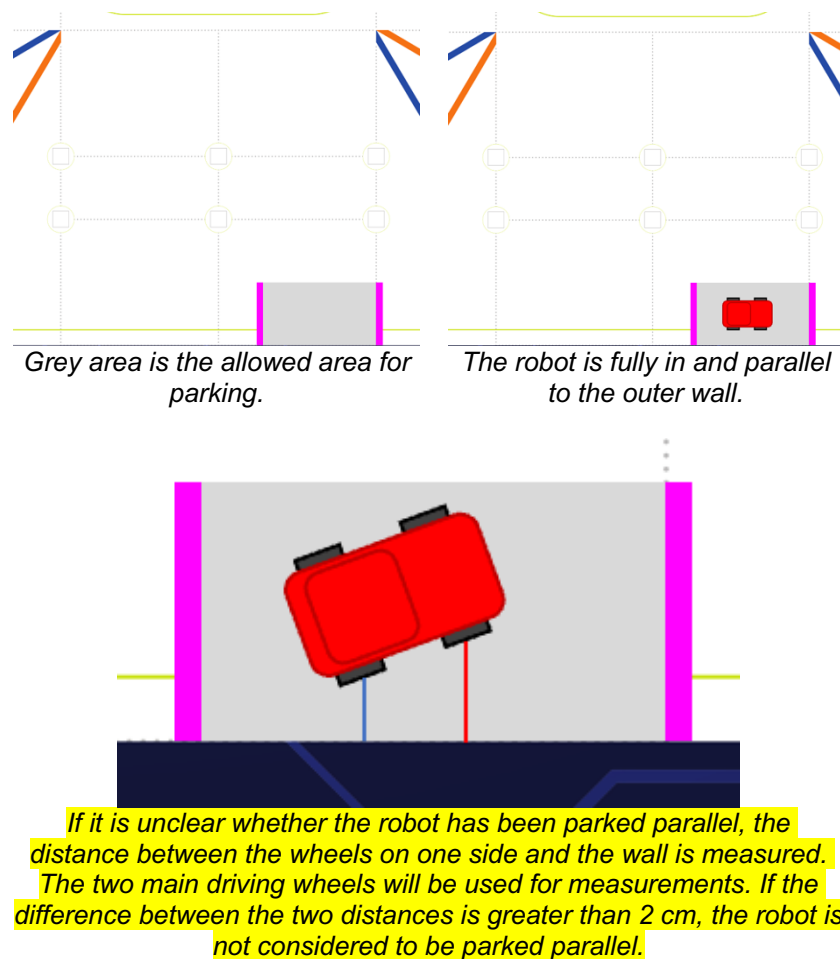 Grey area is the allowed area for
parking.
The robot is fully in and parallel
to the outer wall.
If it is unclear whether the robot has been parked parallel, the
distance between the wheels on one side and the wall is measured.
The two main driving wheels will be used for measurements. If the
difference between the two distances is greater than 2 cm, the robot is
not considered to be parked parallel.